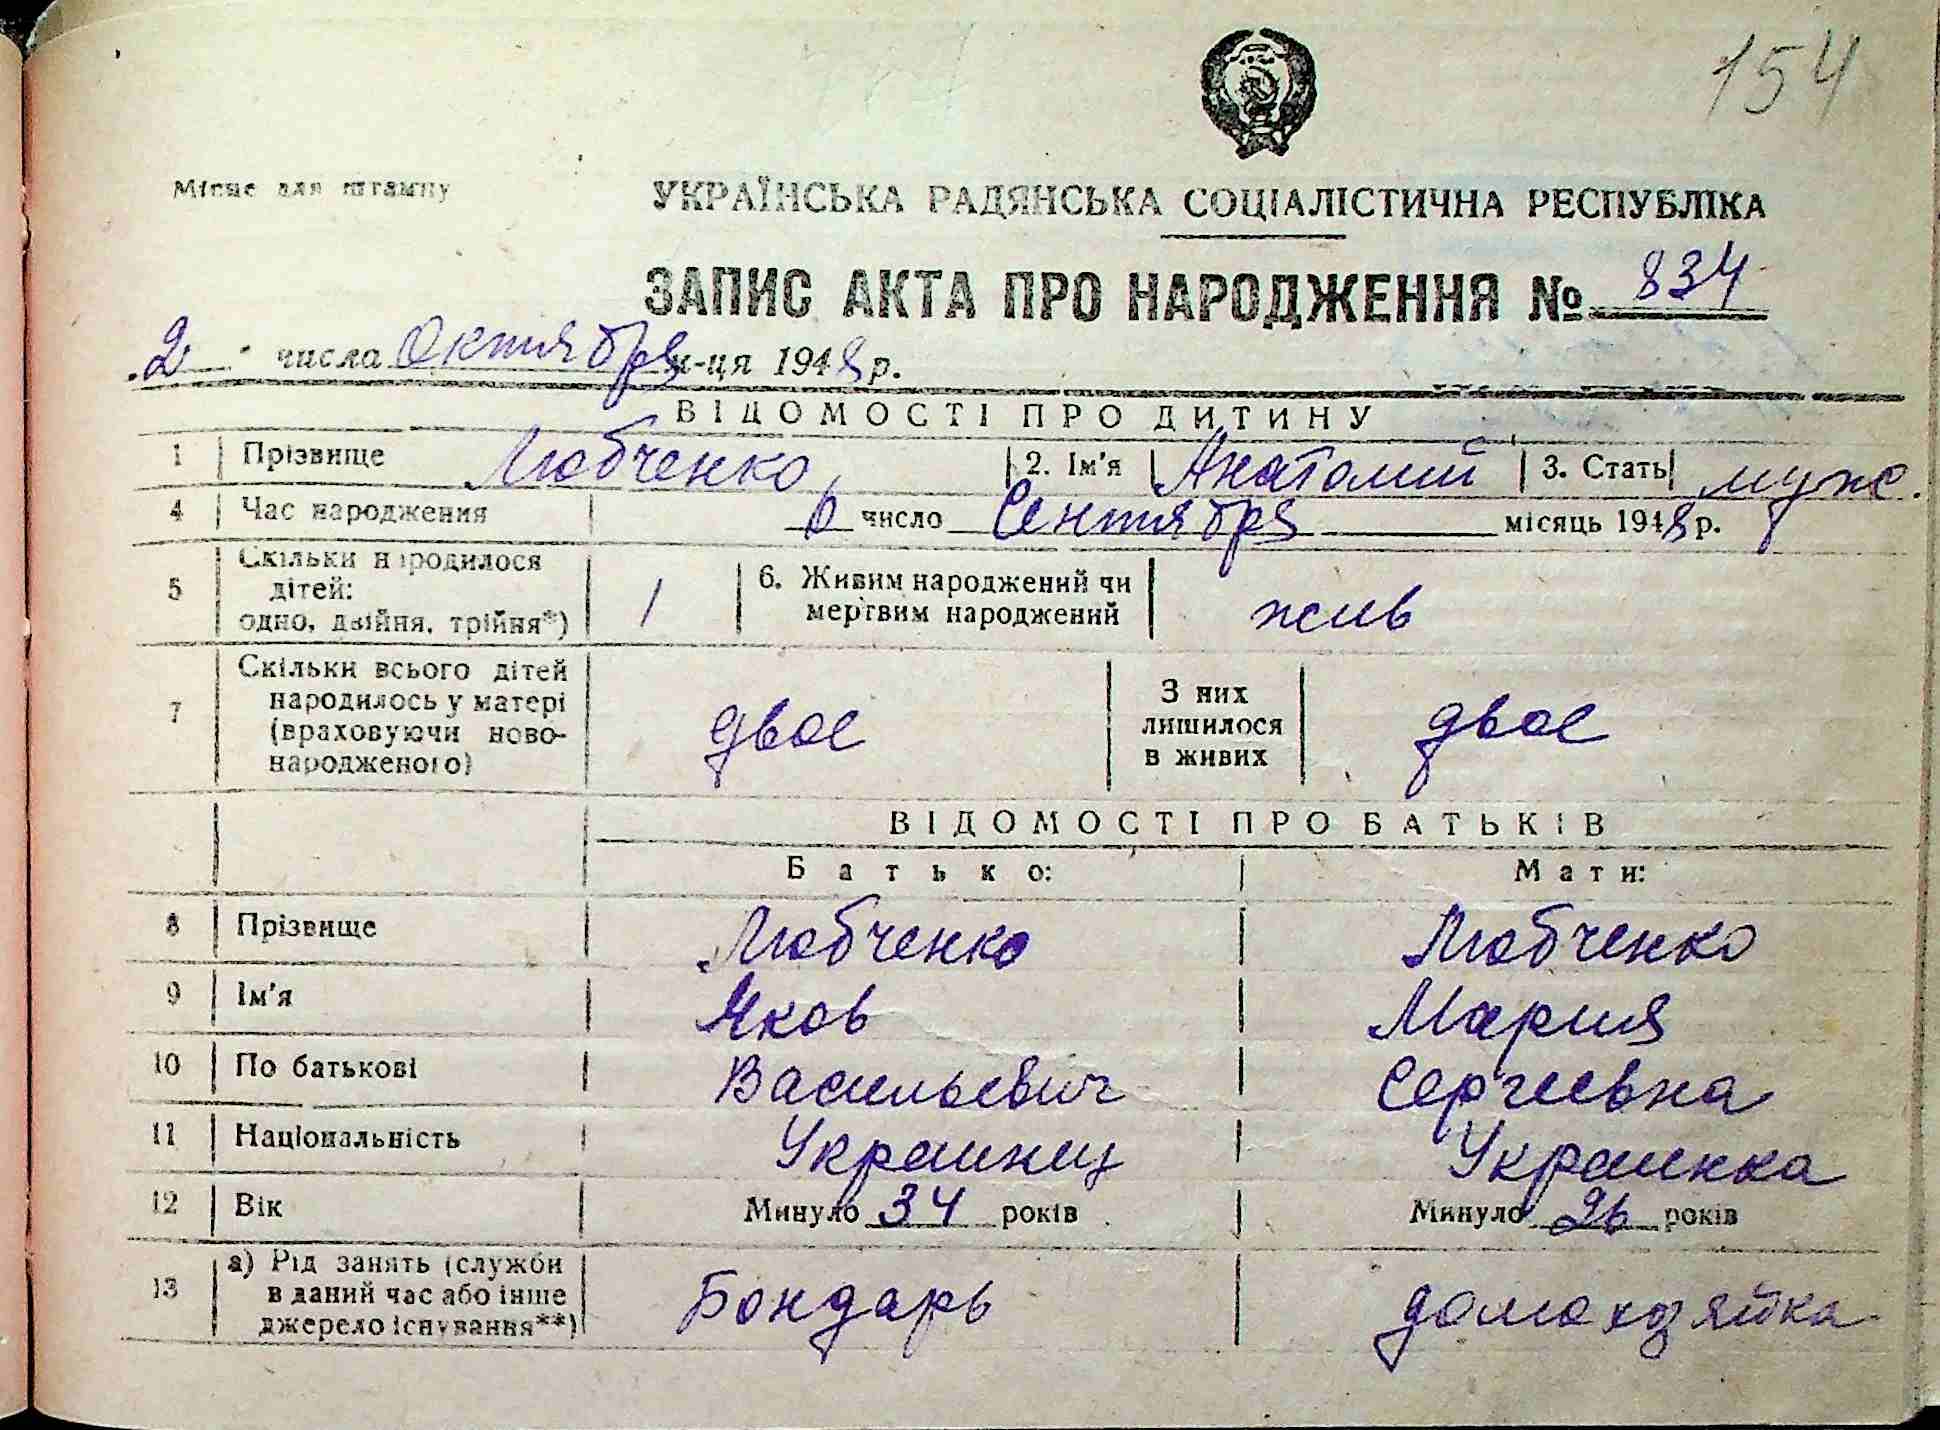 154
Місце для штампу
УКРАЇНСЬКА РАДЯНСЬКА СОЦІАЛІСТИЧНА РЕСПУБЛІКА
ЗАПИС АКТА ПРО НАРОДЖЕННЯ № 834
2 числа Октября м-ця 1948 р.
ВІДОМОСТІ ПРО ДИТИНУ
1 Прізвище Любченко 2. Ім'я Анатолий 3. Стать муж.
4 Час народження 6 число Сентября місяць 1948 р.
5 Скільки народилося
дітей:
одно, двійня, трійня*) 1 6. Живим народжений чи
мертвим народжений жив
7 Скільки всього дітей
народилось у матері
(враховуючи ново-
народженого) двое З них
лишилося
в живих двое
ВІДОМОСТІ ПРО БАТЬКІВ
Батько: Мати:
8 Прізвище Любченко Любченко
9 Ім'я Яков Мария
10 По батькові Васильевич Сергеевна
11 Національність Украинец Украинка
12 Вік Минуло 34 років Минуло 26 років
13 а) Рід занять (служби
в даний час або інше
джерело існування**) Бондарь домохозяйка